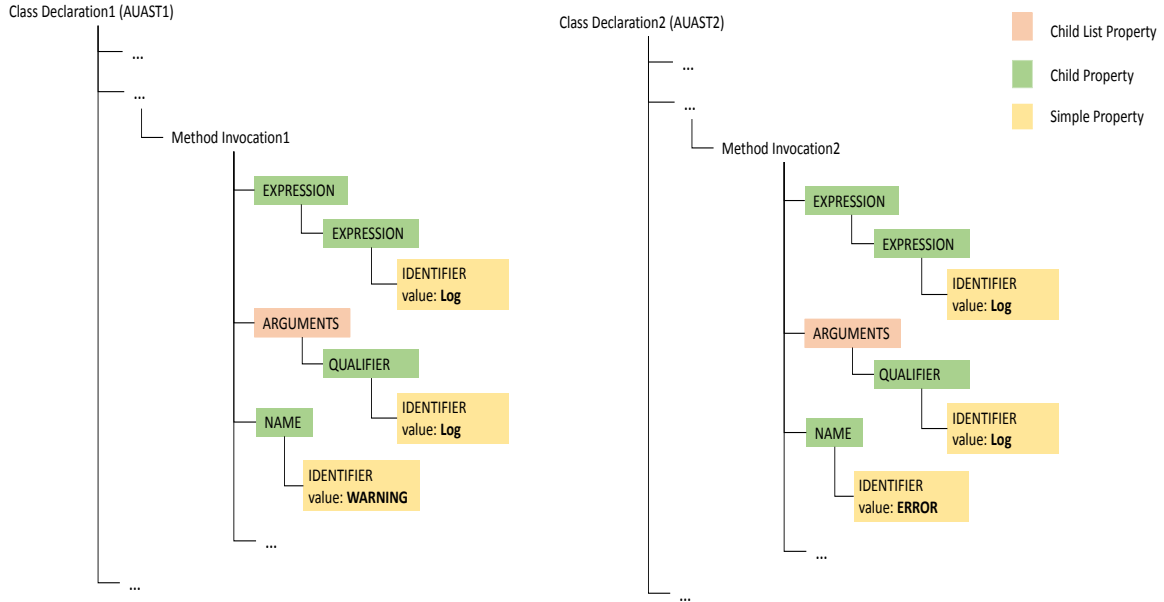 Class Declaration1 (AUAST1)
...
...
Method Invocation1
EXPRESSION
EXPRESSION
IDENTIFIER
value: Log
ARGUMENTS
QUALIFIER
IDENTIFIER
value: Log
NAME
IDENTIFIER
value: WARNING
...
...
Class Declaration2 (AUAST2)
...
...
Method Invocation2
EXPRESSION
EXPRESSION
IDENTIFIER
value: Log
ARGUMENTS
QUALIFIER
IDENTIFIER
value: Log
NAME
IDENTIFIER
value: ERROR
...
...
Child List Property
Child Property
Simple Property